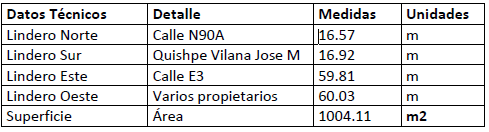 Datos Técnicos Detalle Medidas Unidades
Lindero Norte Calle N90A 16.57 m
Lindero Sur Quishpe Vilana Jose M 16.92 m
Lindero Este Calle E3 59.81 m
Lindero Oeste Varios propietarios 60.03 m
Superficie Área 1004.11 m2